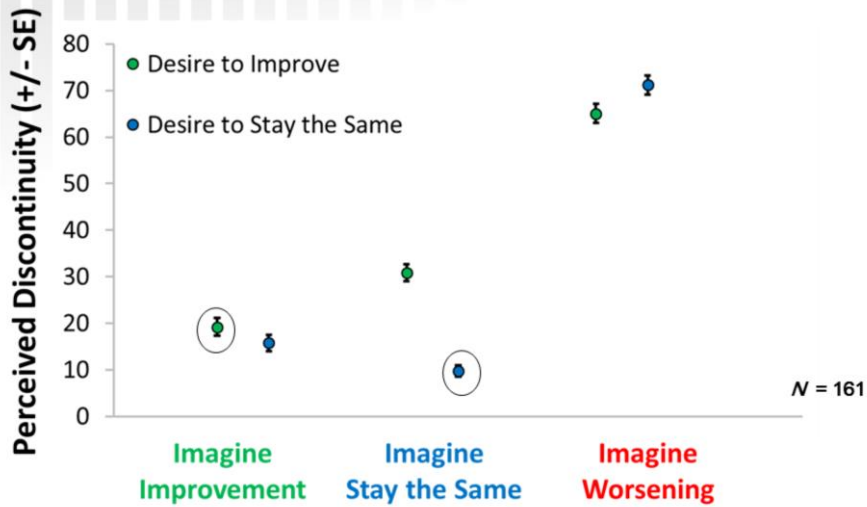 Perceived Discontinuity (+/- SE)
80
70
60
50
40
30
20
10
0
Desire to Improve
Desire to Stay the Same
N = 161
Imagine
Improvement
Imagine
Stay the Same
Imagine
Worsening